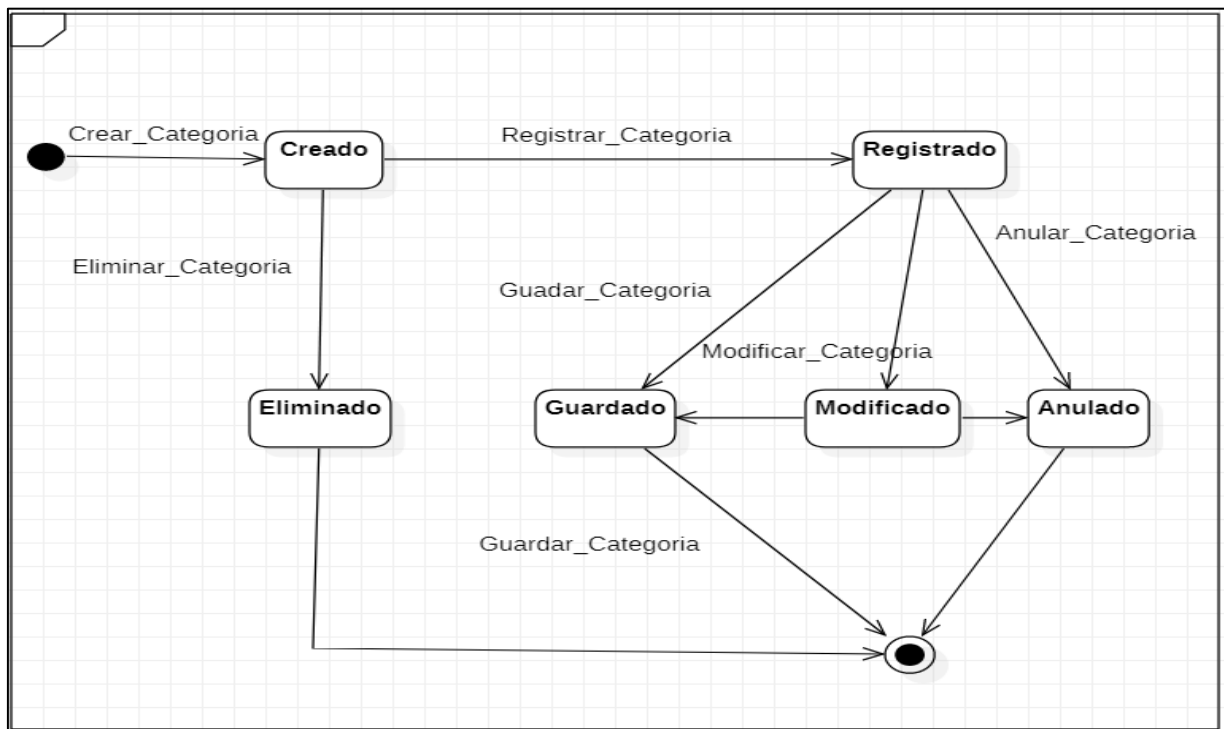 Crear_Categoria
Registrar_Categoria
Creado
Registrado
Anular_Categoria
Eliminar_Categoria
Guadar_Categoria
Modificar_Categoria
Eliminado
Guardado
Modificado
Anulado
Guardar_Categoria